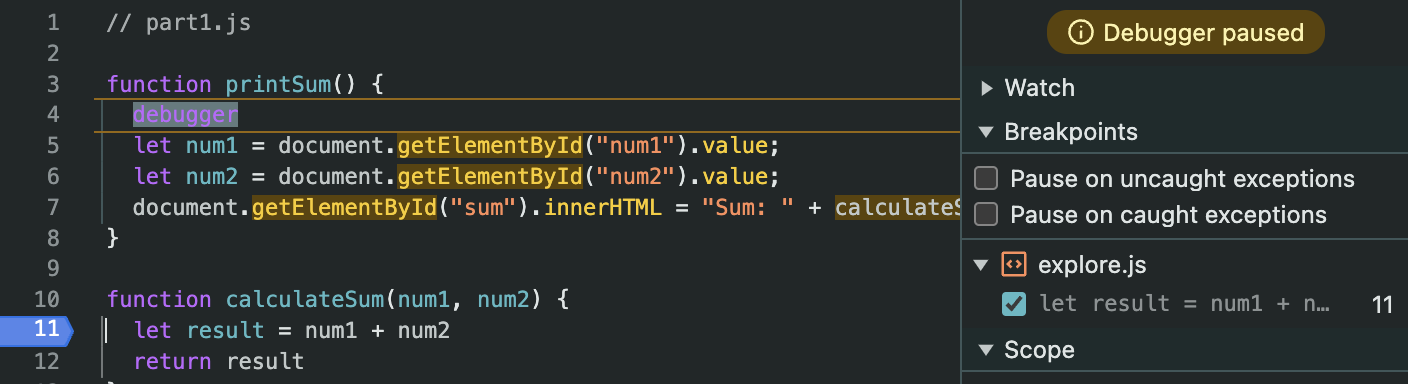 1 // part1.js
2
3 function printSum() {
4 debugger
5 let num1 = document.getElementById("num1").value;
6 let num2 = document.getElementById("num2").value;
7 document.getElementById("sum").innerHTML = "Sum: " + calculateS
8 }
9
10 function calculateSum(num1, num2) {
11 let result = num1 + num2
12 return result
Debugger paused
Watch
Breakpoints
Pause on uncaught exceptions
Pause on caught exceptions
explore.js
let result = num1 + n… 11
Scope